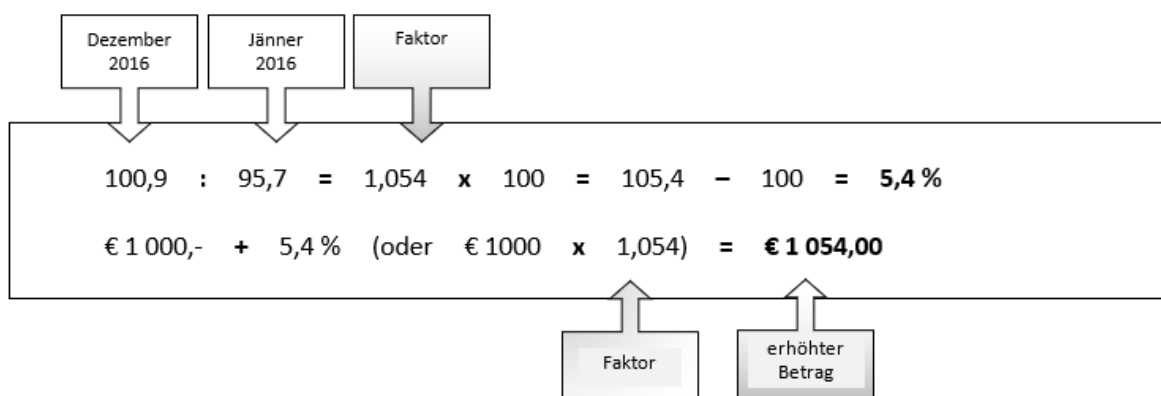 Dezember
2016
Jänner
2016
Faktor
100,9 : 95,7 = 1,054 x 100 = 105,4 – 100 = 5,4 %
€ 1 000,- + 5,4 % (oder € 1000 x 1,054) = € 1 054,00
Faktor
erhöhter
Betrag